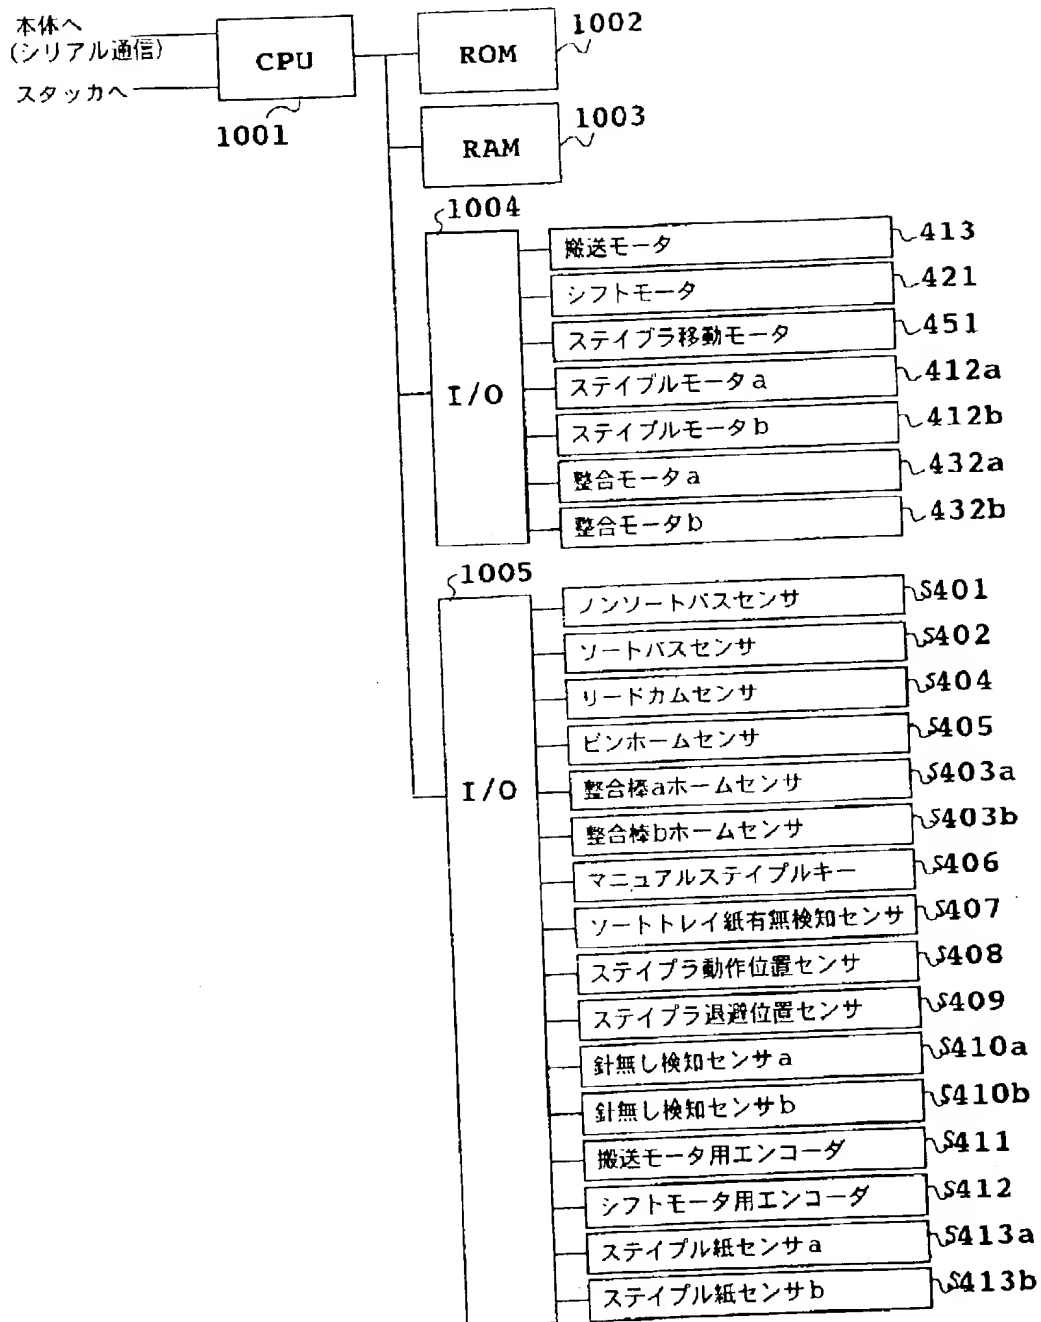 本体へ
(シリアル通信)
スタッカへ
CPU
1001
ROM
1002
RAM
1003
1004
I/O
搬送モータ
413
シフトモータ
421
ステイプラ移動モータ
451
ステイプルモータa
412a
ステイプルモータb
412b
整合モータa
432a
整合モータb
432b
1005
I/O
ノンソートパスセンサ
S401
ソートパスセンサ
S402
リードカムセンサ
S404
ビンホームセンサ
S405
整合棒aホームセンサ
S403a
整合棒bホームセンサ
S403b
マニュアルステイプルキー
S406
ソートトレイ紙有無検知センサ
S407
ステイプラ動作位置センサ
S408
ステイプラ退避位置センサ
S409
針無し検知センサa
S410a
針無し検知センサb
S410b
搬送モータ用エンコーダ
S411
シフトモータ用エンコーダ
S412
ステイプル紙センサa
S413a
ステイプル紙センサb
S413b